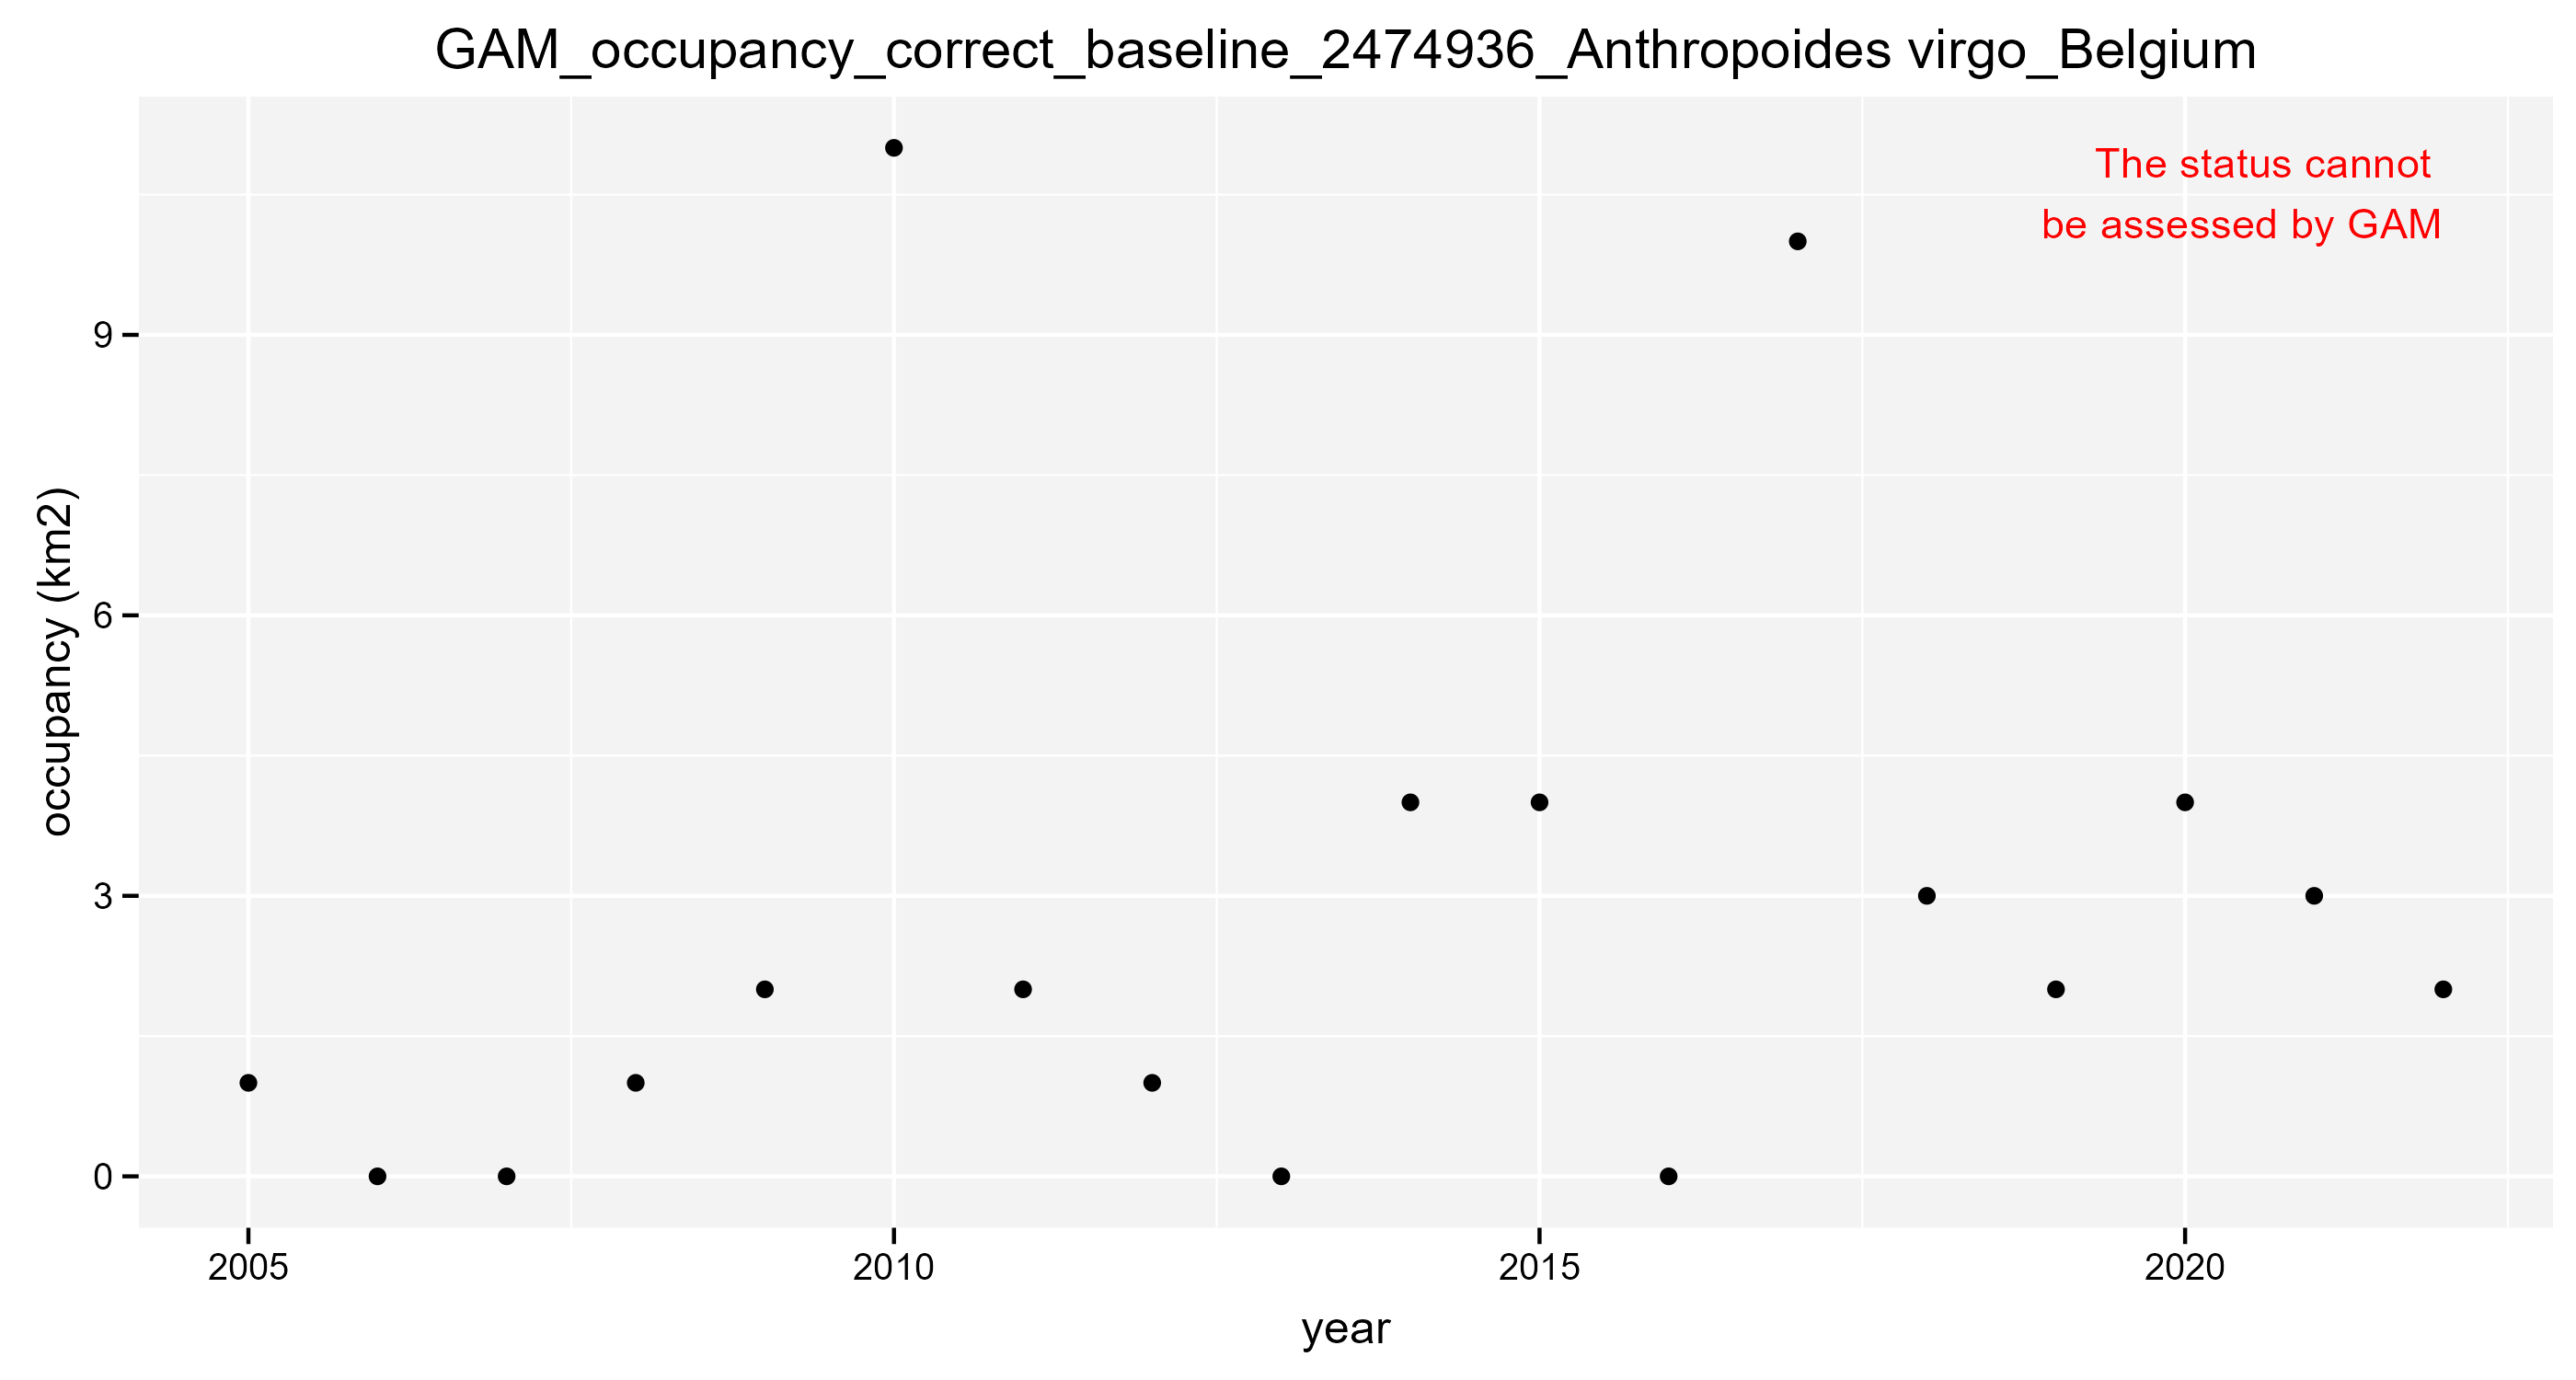 GAM_occupancy_correct_baseline_2474936_Anthropoides virgo_Belgium
The status cannot
be assessed by GAM
occupancy (km2)
9
6
3
0
2005 2010 2015 2020
year